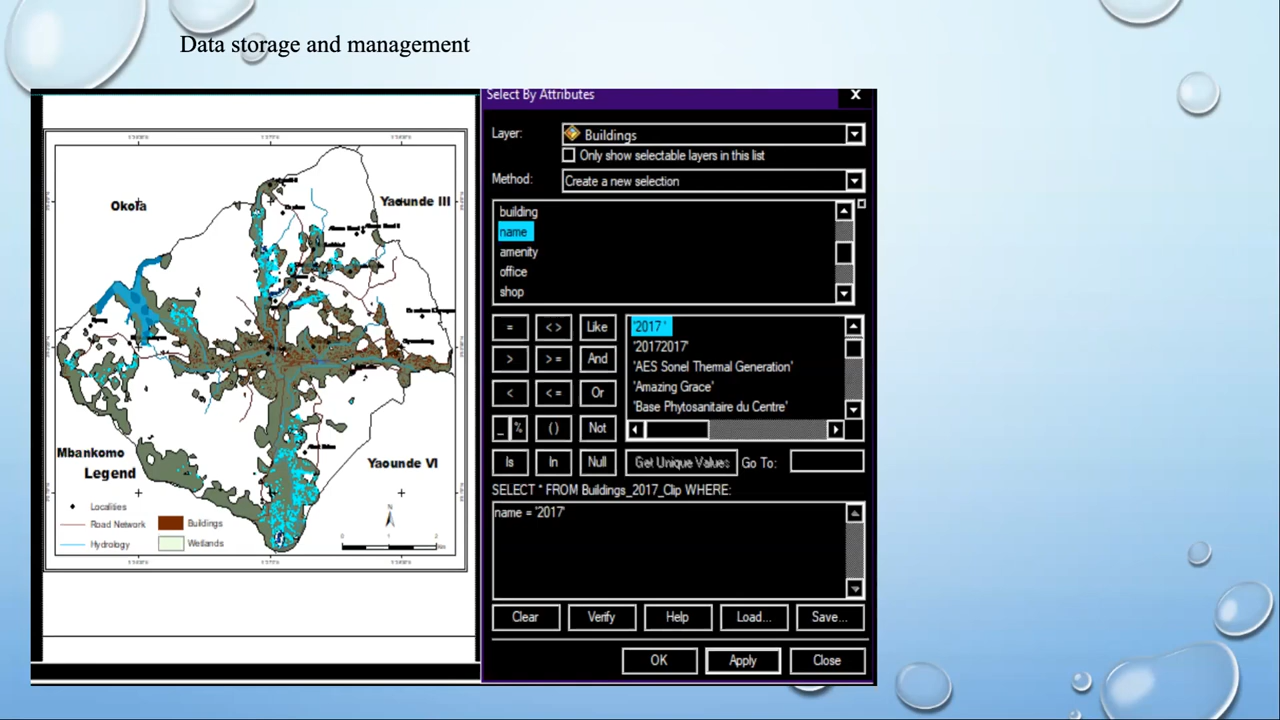 Data storage and management
Okola
Yaounde III
Mbankomo
Yaounde VI
Legend
Localities
Road Network
Buildings
Hydrology
Wetlands
N
0 1 2
Km
Select By Attributes
X
Layer:
Buildings
Only show selectable layers in this list
Method:
Create a new selection
building
name
amenity
office
shop
= < > Like
> > = And
< < = Or
_ % ( ) Not
Is In Null
'2017 '
'20172017'
'AES Sonel Thermal Generation'
'Amazing Grace'
'Base Phytosanitaire du Centre'
Get Unique Values Go To:
SELECT * FROM Buildings_2017_Clip WHERE:
name = '2017'
Clear Verify Help Load... Save...
OK Apply Close